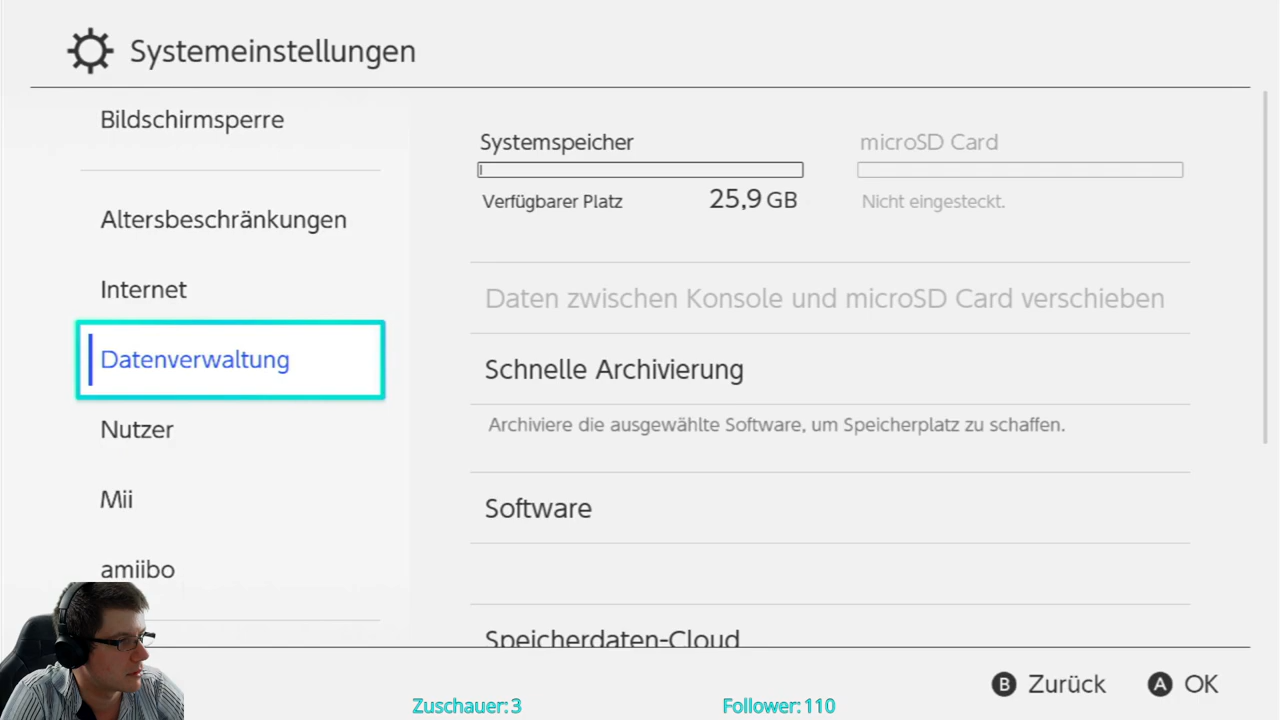 Systemeinstellungen
Bildschirmsperre
Altersbeschränkungen
Internet
Datenverwaltung
Nutzer
Mii
amiibo
Systemspeicher
Verfügbarer Platz 25,9 GB
microSD Card
Nicht eingesteckt.
Daten zwischen Konsole und microSD Card verschieben
Schnelle Archivierung
Archiviere die ausgewählte Software, um Speicherplatz zu schaffen.
Software
Speicherdaten-Cloud
B Zurück A OK
Zuschauer: 3 Follower: 110